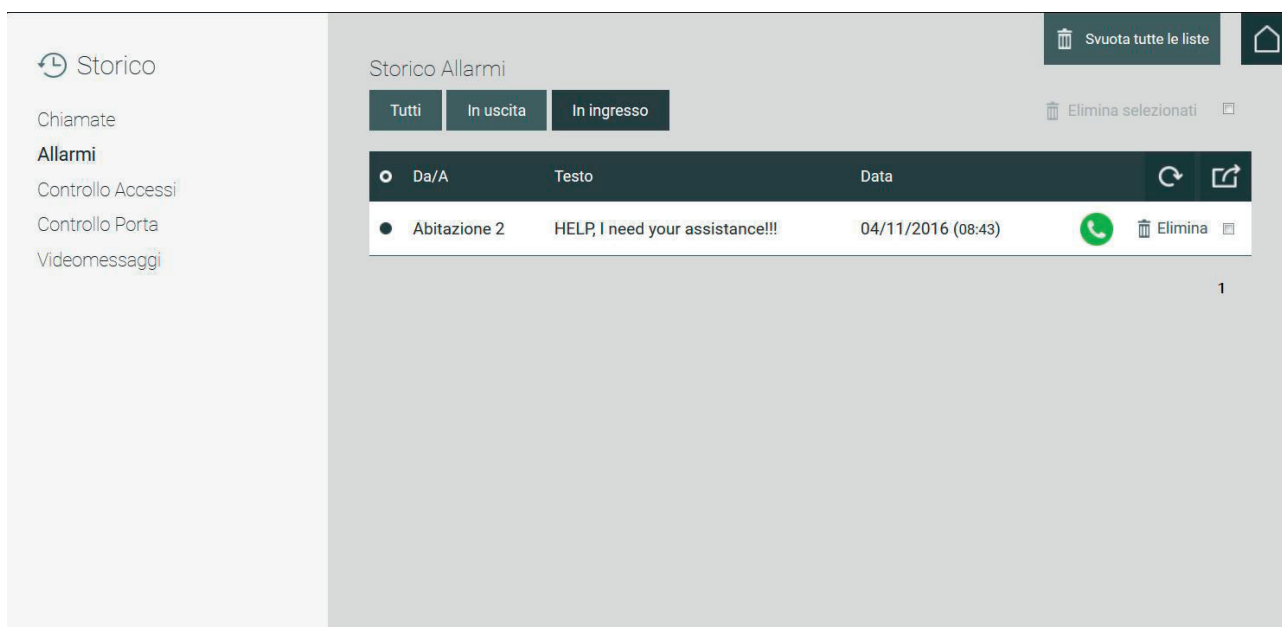 Storico
Chiamate
Allarmi
Controllo Accessi
Controllo Porta
Videomessaggi
Svuota tutte le liste
Storico Allarmi
Tutti In uscita In ingresso
Elimina selezionati
Da/A Testo Data
Abitazione 2 HELP, I need your assistance!!! 04/11/2016 (08:43) Elimina
1